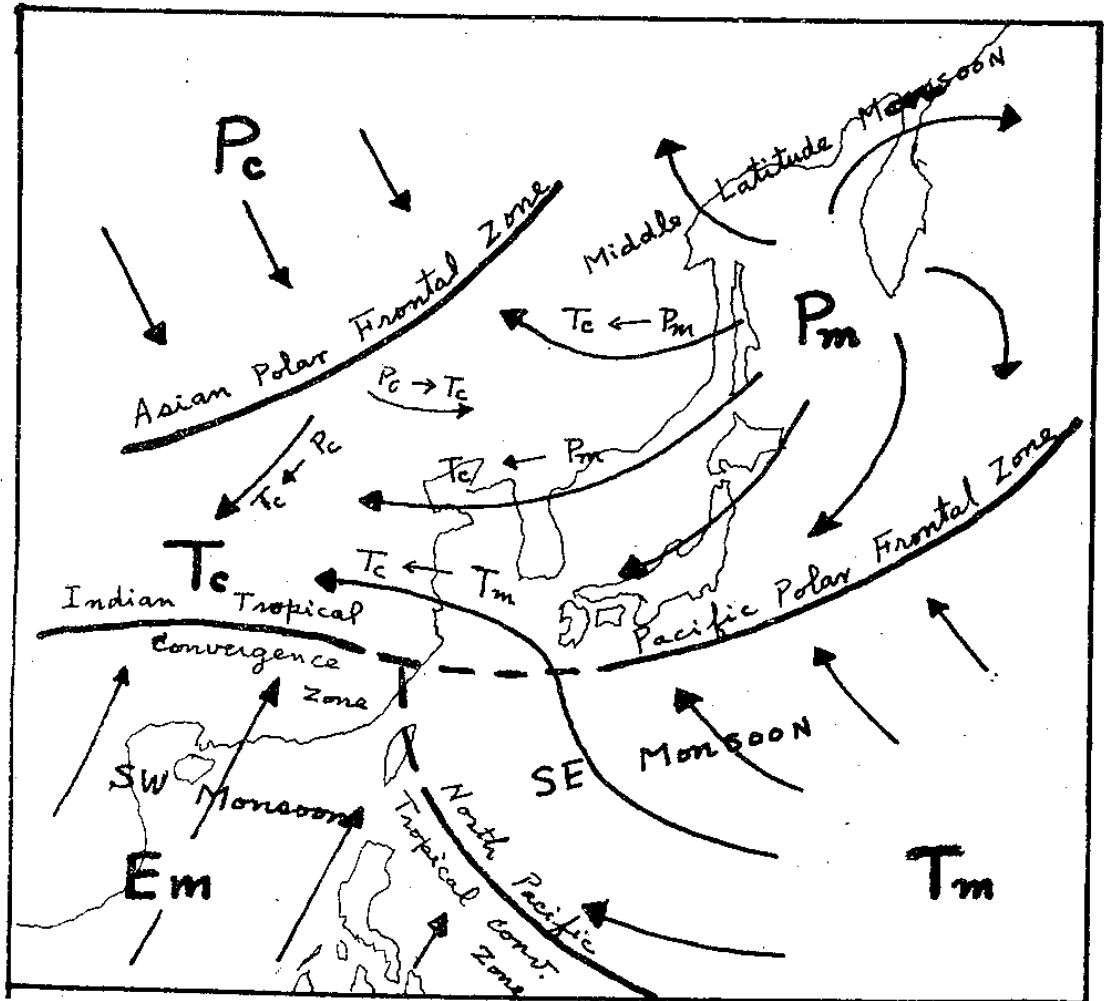 Middle Latitude Monsoon
Pc
Asian Polar Frontal Zone
Tc ← Pm
Pm
Pc → Tc
Tc ← Pc
Tc ← Pm
Tc
Tc ← Tm
Pacific Polar Frontal Zone
Indian Tropical
Convergence
Zone
SE Monsoon
SW Monsoon
Em
North Pacific
Tropical conv.
Zone
Tm